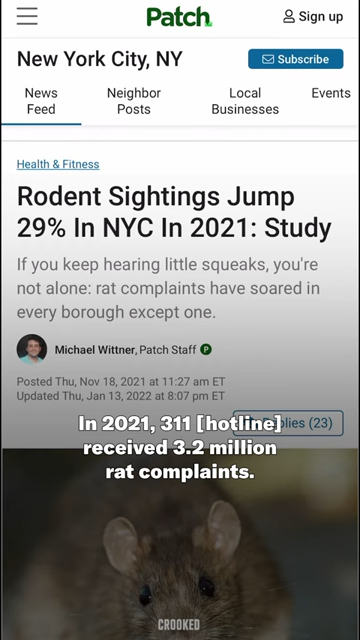 Patch
Sign up
New York City, NY
Subscribe
News Feed
Neighbor Posts
Local Businesses
Events
Health & Fitness
Rodent Sightings Jump
29% In NYC In 2021: Study
If you keep hearing little squeaks, you're
not alone: rat complaints have soared in
every borough except one.
Michael Wittner, Patch Staff P
Posted Thu, Nov 18, 2021 at 11:27 am ET
Updated Thu, Jan 13, 2022 at 8:07 pm ET
Replies (23)
In 2021, 311 [hotline]
received 3.2 million
rat complaints.
CROOKED